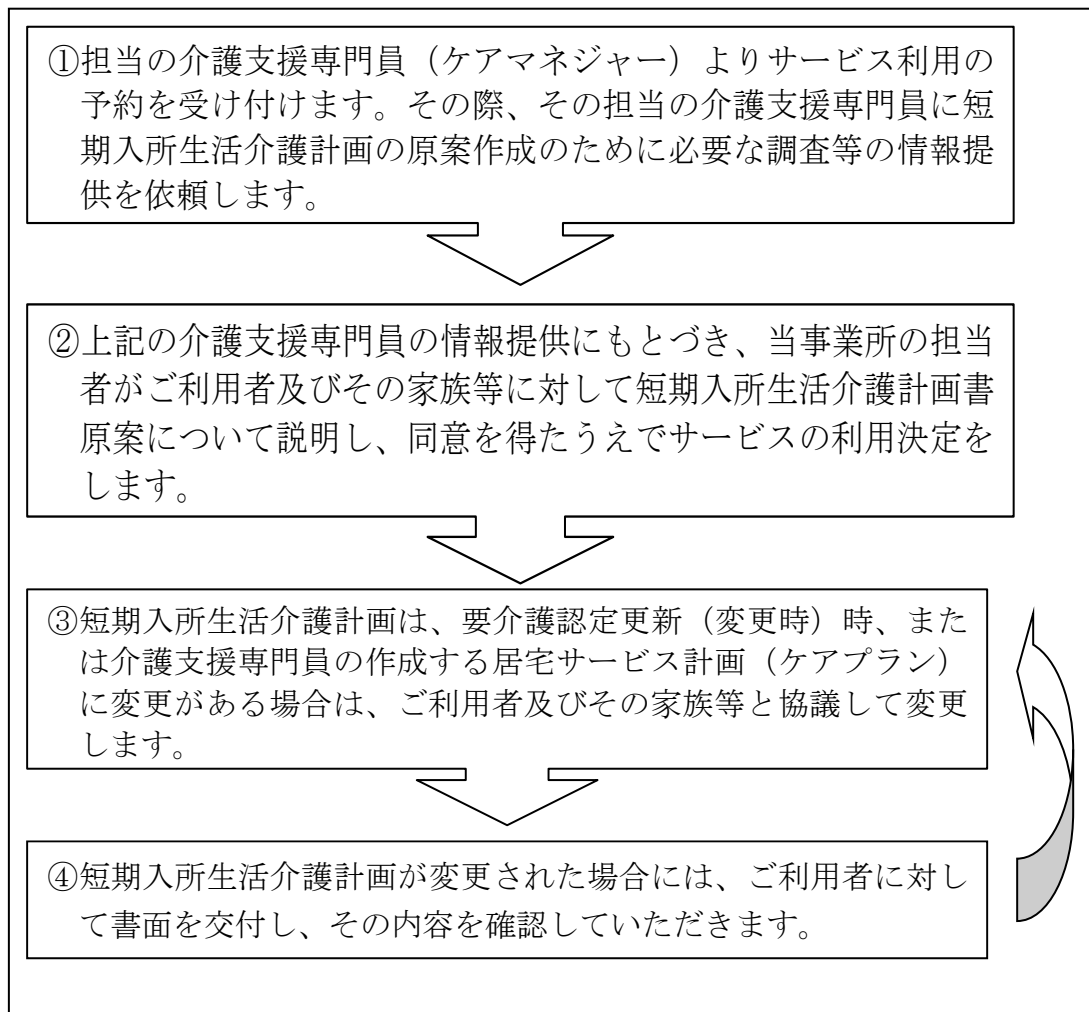 ①担当の介護支援専門員（ケアマネジャー）よりサービス利用の
予約を受け付けます。その際、その担当の介護支援専門員に短
期入所生活介護計画の原案作成のために必要な調査等の情報提
供を依頼します。
②上記の介護支援専門員の情報提供にもとづき、当事業所の担当
者がご利用者及びその家族等に対して短期入所生活介護計画書
原案について説明し、同意を得たうえでサービスの利用決定を
します。
③短期入所生活介護計画は、要介護認定更新（変更時）時、また
は介護支援専門員の作成する居宅サービス計画（ケアプラン）
に変更がある場合は、ご利用者及びその家族等と協議して変更
します。
④短期入所生活介護計画が変更された場合には、ご利用者に対し
て書面を交付し、その内容を確認していただきます。